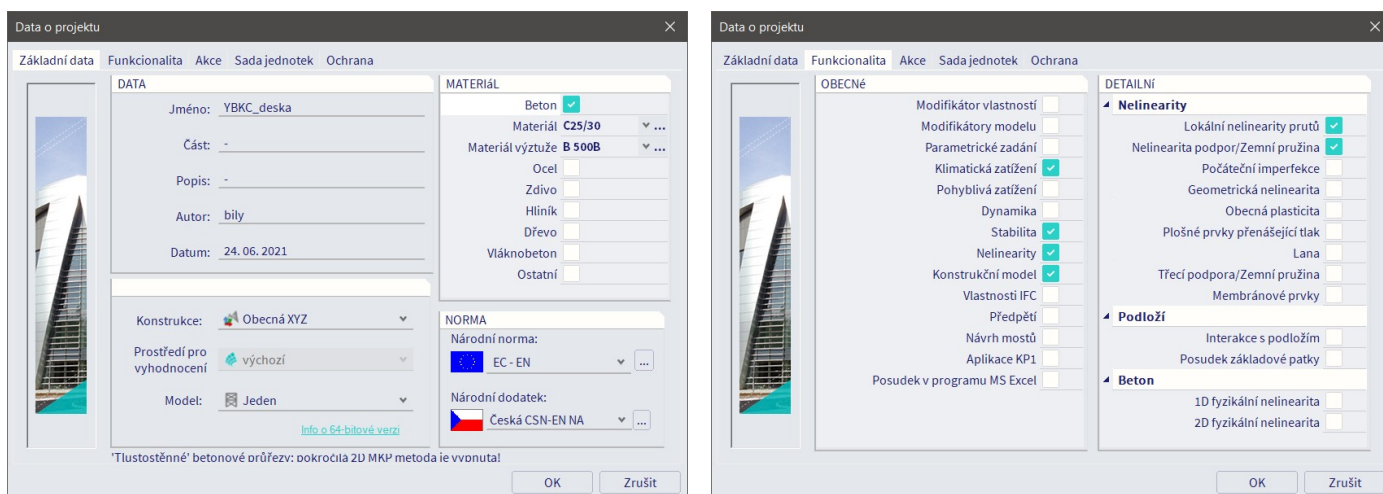 Data o projektu
Základní data Funkcionalita Akce Sada jednotek Ochrana
DATA
Jméno: YBKC_deska
Část: -
Popis: -
Autor: bily
Datum: 24. 06. 2021
Konstrukce: Obecná XYZ
Prostředí pro
vyhodnocení
výchozí
Model: Jeden
Info o 64-bitové verzi
MATERIÁL
Beton
Materiál C25/30 ...
Materiál výztuže B 500B ...
Ocel
Zdivo
Hliník
Dřevo
Vláknobeton
Ostatní
NORMA
Národní norma:
EC - EN ...
Národní dodatek:
Česká CSN-EN NA ...
'Tlustostěnné' betonové průřezy: pokročilá 2D MKP metoda je vypnuta!
OK Zrušit
Data o projektu
Základní data Funkcionalita Akce Sada jednotek Ochrana
OBECNé
Modifikátor vlastností
Modifikátory modelu
Parametrické zadání
Klimatická zatížení
Pohyblivá zatížení
Dynamika
Stabilita
Nelinearity
Konstrukční model
Vlastnosti IFC
Předpětí
Návrh mostů
Aplikace KP1
Posudek v programu MS Excel
DETAILNí
Nelinearity
Lokální nelinearity prutů
Nelinearita podpor/Zemní pružina
Počáteční imperfekce
Geometrická nelinearita
Obecná plasticita
Plošné prvky přenášející tlak
Lana
Třecí podpora/Zemní pružina
Membránové prvky
Podloží
Interakce s podložím
Posudek základové patky
Beton
1D fyzikální nelinearita
2D fyzikální nelinearita
OK Zrušit